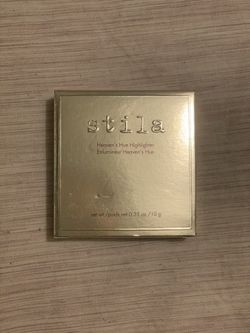 stila
Heaven's Hue Highlighter
Enlumineur Heaven's Hue
net wt./poids net 0.35 oz./10 g